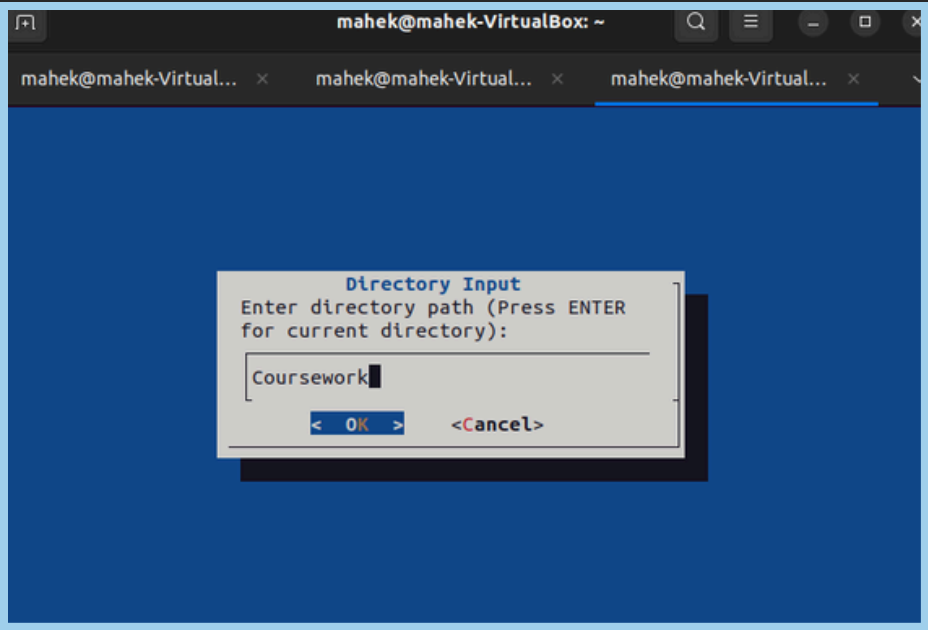 mahek@mahek-VirtualBox: ~
mahek@mahek-Virtual... mahek@mahek-Virtual... mahek@mahek-Virtual...
Directory Input
Enter directory path (Press ENTER
for current directory):
Coursework
< OK > <Cancel>